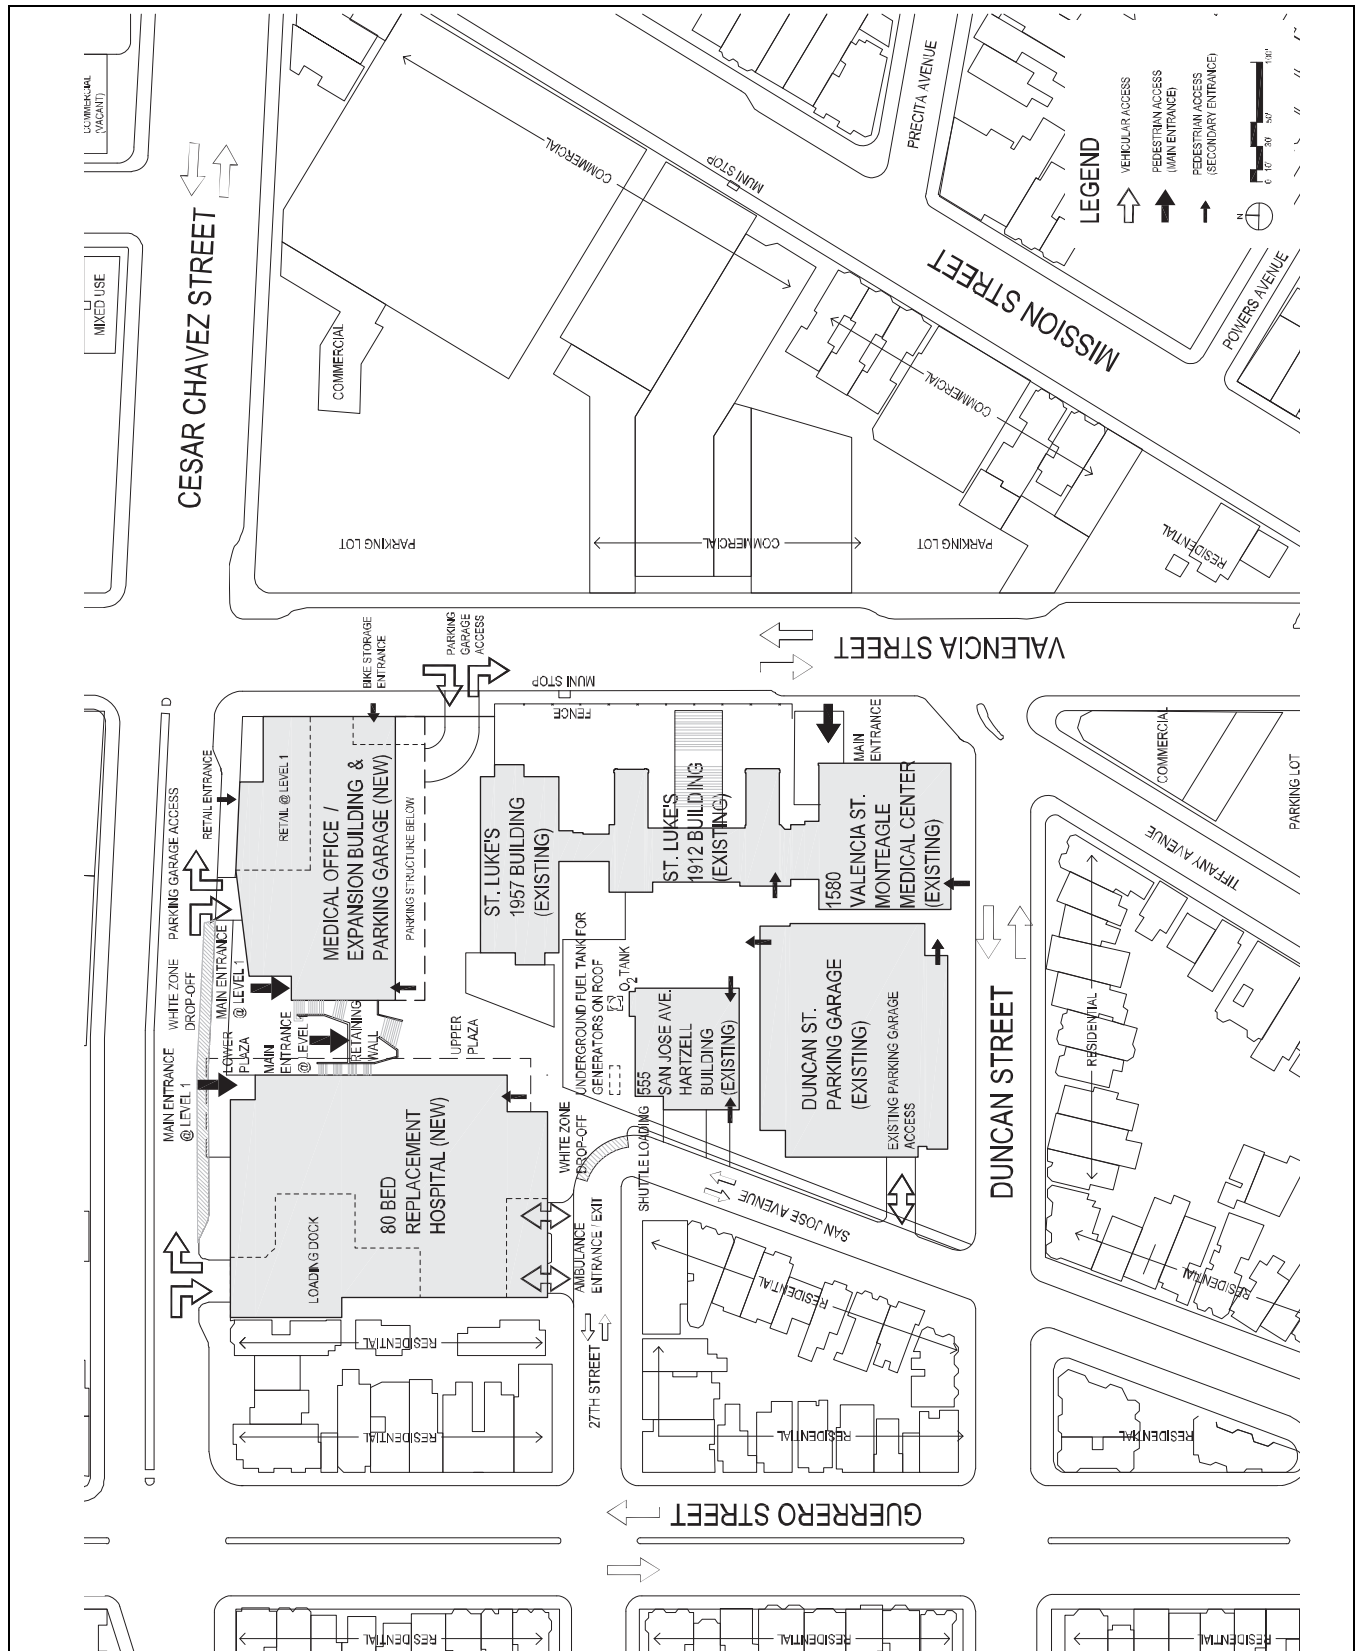 COMMERCIAL
(VACANT)
MIXED USE
CESAR CHAVEZ STREET
COMMERCIAL
COMMERCIAL
MUNI STOP
PRECITA AVENUE
MISSION STREET
POWERS AVENUE
LEGEND
VEHICULAR ACCESS
PEDESTRIAN ACCESS
(MAIN ENTRANCE)
PEDESTRIAN ACCESS
(SECONDARY ENTRANCE)
N
0 10' 30' 50' 100'
COMMERCIAL
PARKING LOT
COMMERCIAL
PARKING LOT
RESIDENTIAL
VALENCIA STREET
BIKE STORAGE
ENTRANCE
PARKING
GARAGE
ACCESS
MUNI STOP
FENCE
MAIN
ENTRANCE
COMMERCIAL
PARKING LOT
TIFFANY AVENUE
RETAIL ENTRANCE
PARKING GARAGE ACCESS
RETAIL @ LEVEL 1
MEDICAL OFFICE /
EXPANSION BUILDING &
PARKING GARAGE (NEW)
PARKING STRUCTURE BELOW
ST. LUKE'S
1957 BUILDING
(EXISTING)
ST. LUKE'S
1912 BUILDING
(EXISTING)
1580
VALENCIA ST.
MONTEAGLE
MEDICAL CENTER
(EXISTING)
WHITE ZONE
DROP-OFF
MAIN ENTRANCE
@ LEVEL 1
LOWER
PLAZA
MAIN
ENTRANCE
@ LEVEL 1
RETAINING
WALL
UPPER
PLAZA
UNDERGROUND FUEL TANK FOR
GENERATORS ON ROOF
O2 TANK
555
SAN JOSE AVE.
HARTZELL
BUILDING
(EXISTING)
DUNCAN ST.
PARKING GARAGE
(EXISTING)
EXISTING PARKING GARAGE
ACCESS
DUNCAN STREET
RESIDENTIAL
MAIN ENTRANCE
@ LEVEL 1
80 BED
REPLACEMENT
HOSPITAL (NEW)
LOADING DOCK
WHITE ZONE
DROP-OFF
SHUTTLE LOADING
AMBULANCE
ENTRANCE / EXIT
SAN JOSE AVENUE
27TH STREET
RESIDENTIAL
RESIDENTIAL
RESIDENTIAL
RESIDENTIAL
RESIDENTIAL
RESIDENTIAL
RESIDENTIAL
GUERRERO STREET
RESIDENTIAL
RESIDENTIAL
RESIDENTIAL